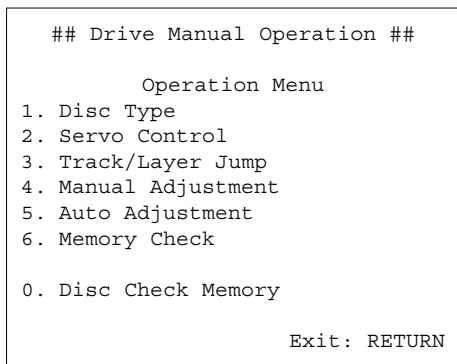 ## Drive Manual Operation ##
Operation Menu
1. Disc Type
2. Servo Control
3. Track/Layer Jump
4. Manual Adjustment
5. Auto Adjustment
6. Memory Check
0. Disc Check Memory
Exit: RETURN